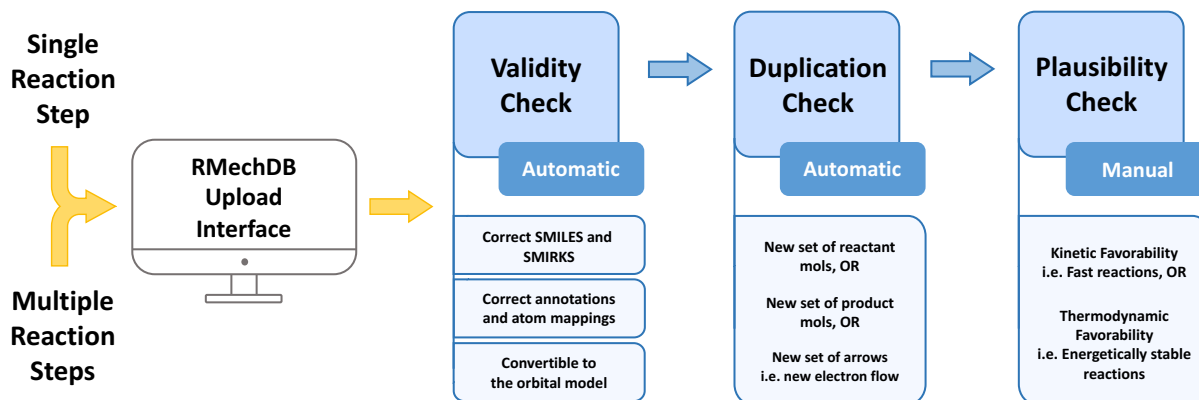 Single
Reaction
Step
Multiple
Reaction
Steps
RMechDB
Upload
Interface
Validity
Check
Automatic
Correct SMILES and
SMIRKS
Correct annotations
and atom mappings
Convertible to
the orbital model
Duplication
Check
Automatic
New set of reactant
mols, OR
New set of product
mols, OR
New set of arrows
i.e. new electron flow
Plausibility
Check
Manual
Kinetic Favorability
i.e. Fast reactions, OR
Thermodynamic
Favorability
i.e. Energetically stable
reactions